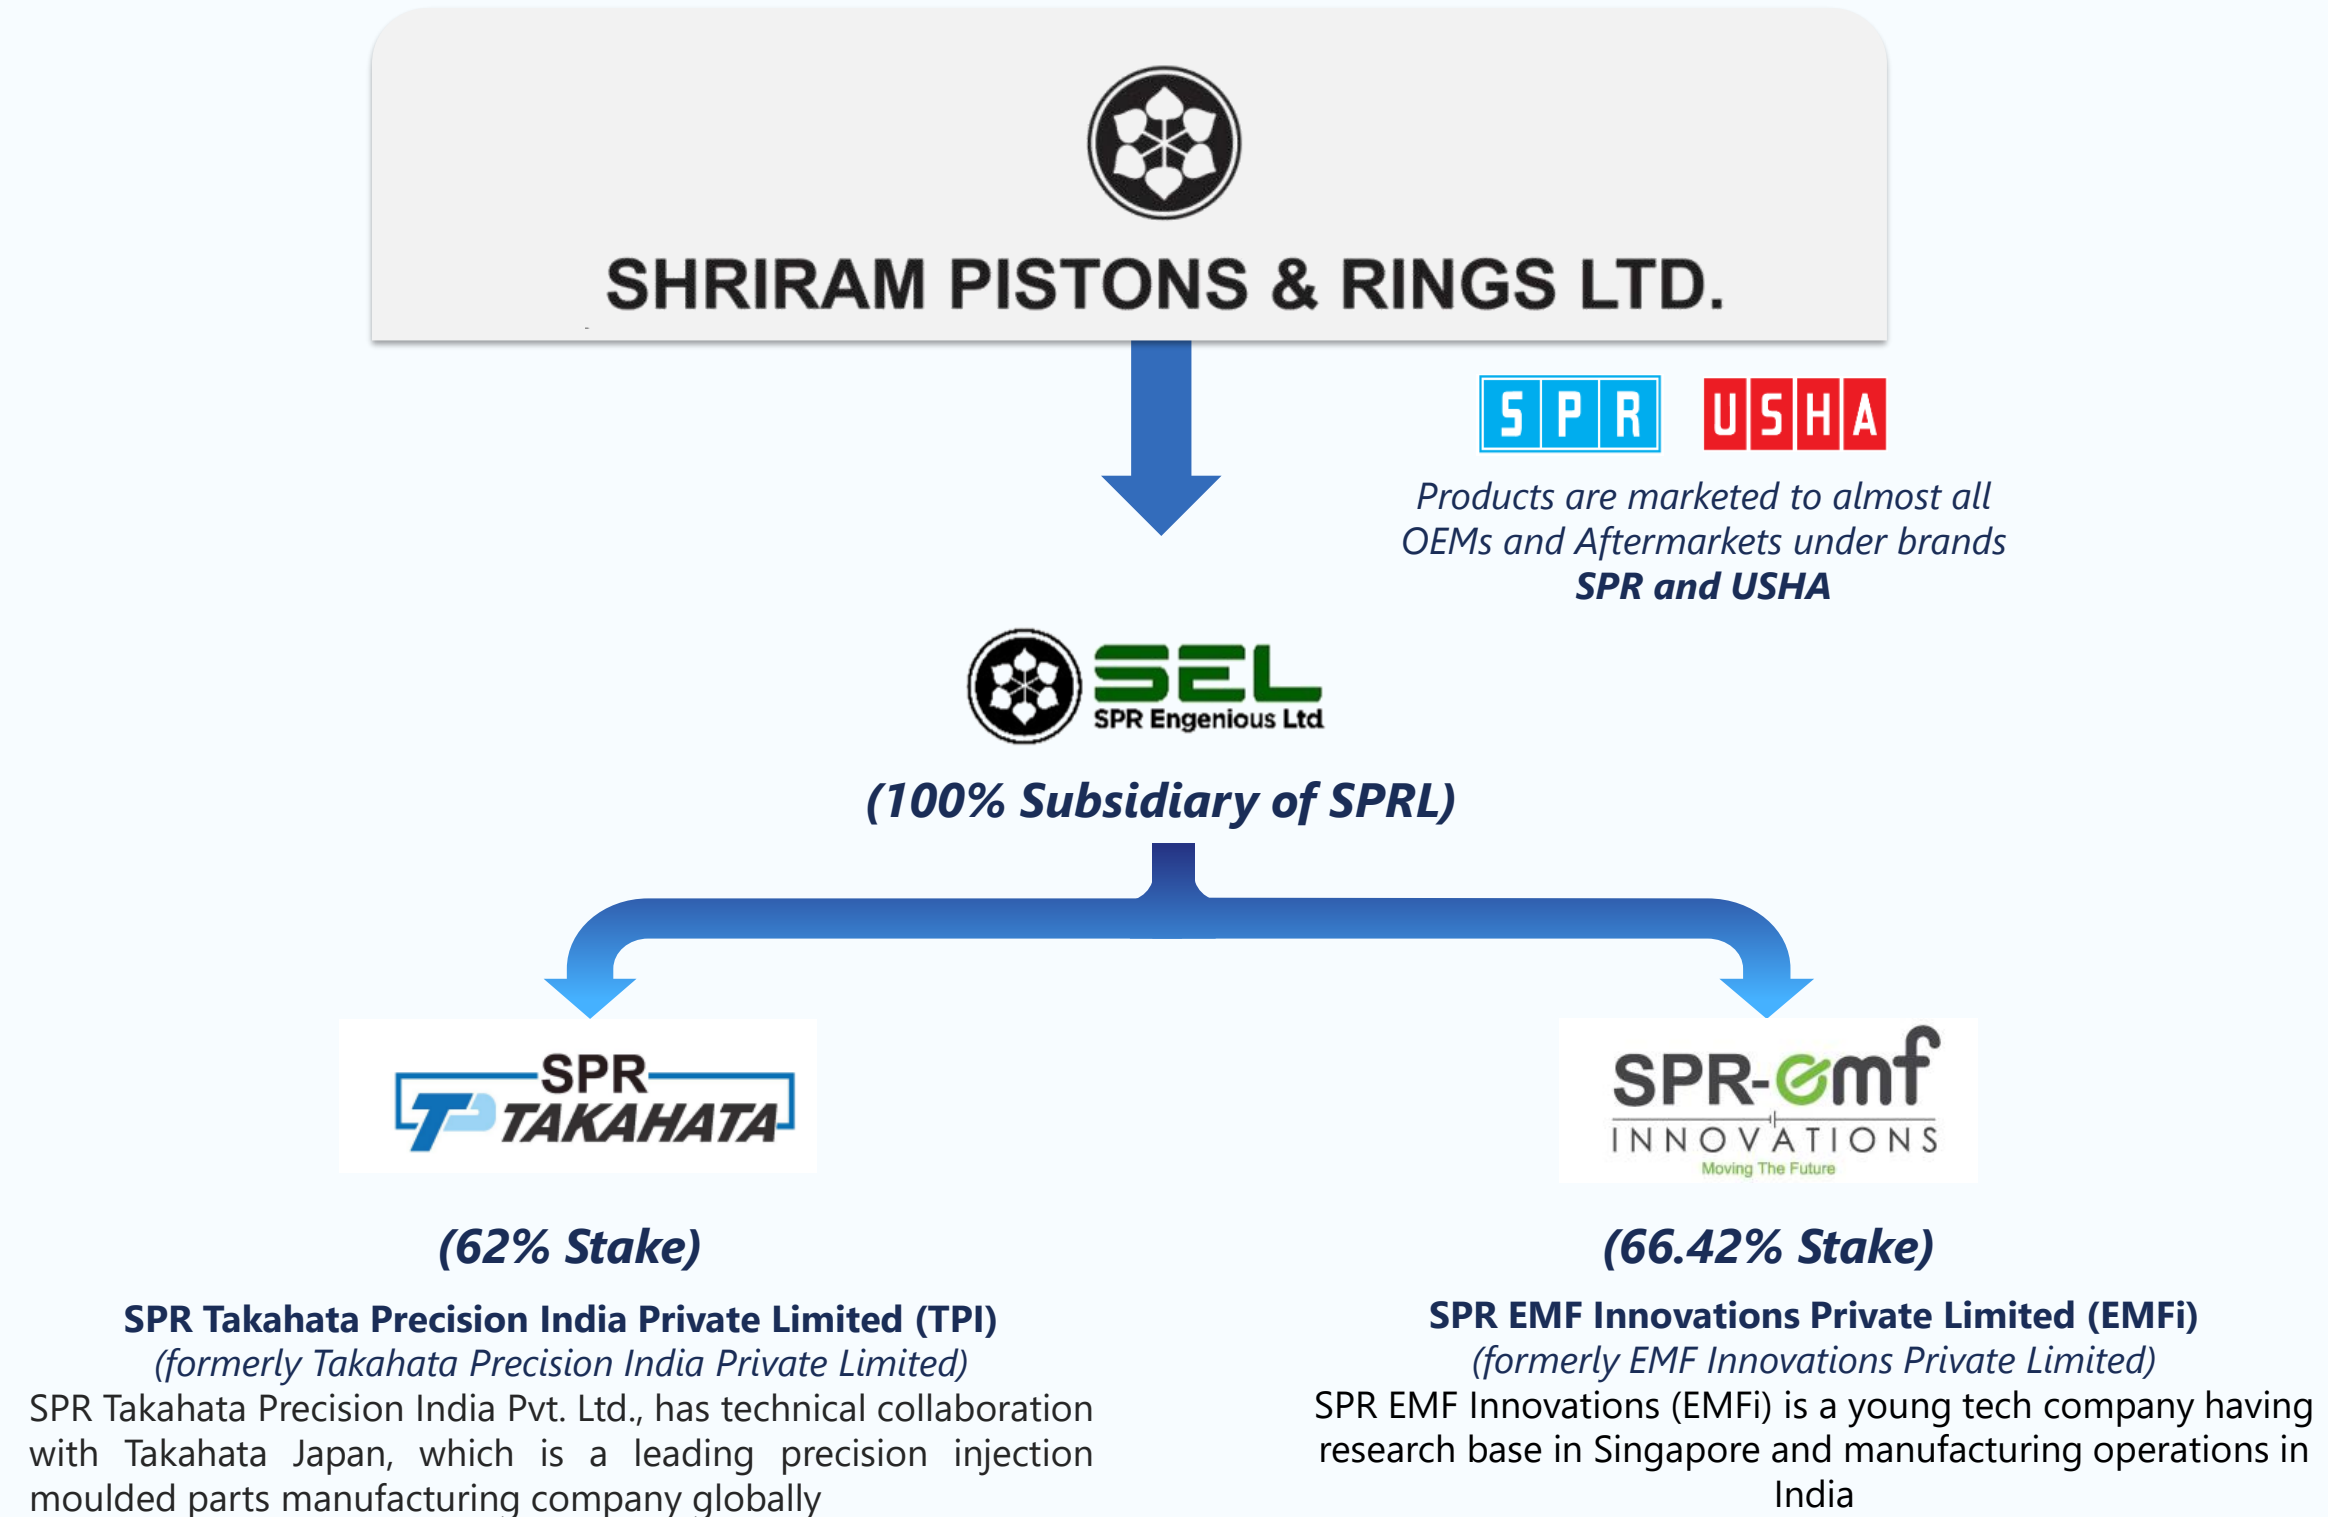 SHRIRAM PISTONS & RINGS LTD.
SPR USHA
Products are marketed to almost all
OEMs and Aftermarkets under brands
SPR and USHA
SEL
SPR Engenious Ltd
(100% Subsidiary of SPRL)
SPR
TP TAKAHATA
(62% Stake)
SPR Takahata Precision India Private Limited (TPI)
(formerly Takahata Precision India Private Limited)
SPR Takahata Precision India Pvt. Ltd., has technical collaboration
with Takahata Japan, which is a leading precision injection
moulded parts manufacturing company globally
SPR-emf
INNOVATIONS
Moving The Future
(66.42% Stake)
SPR EMF Innovations Private Limited (EMFi)
(formerly EMF Innovations Private Limited)
SPR EMF Innovations (EMFi) is a young tech company having
research base in Singapore and manufacturing operations in
India